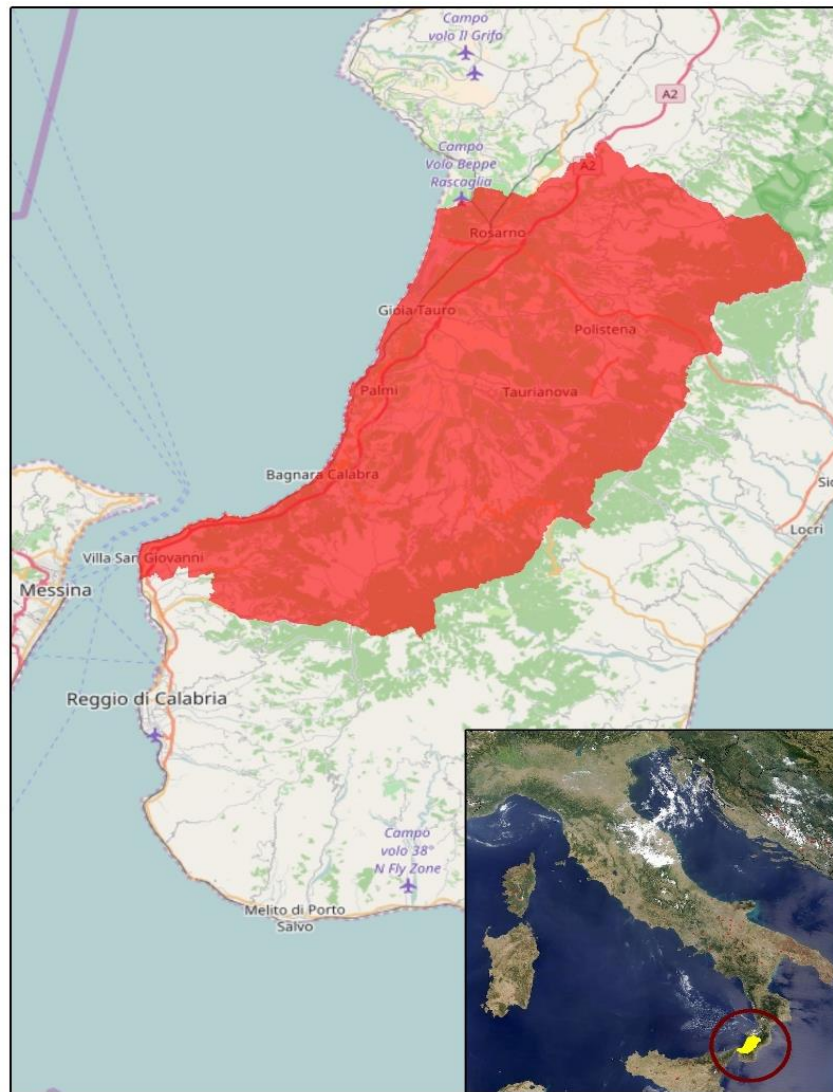 Campo
volo Il Grifo
A2
Campo
Volo Beppe
Rascaglia
A2
Rosarno
Gioia Tauro
Polistena
Palmi
Taurianova
Bagnara Calabra
Locri
Villa San Giovanni
Messina
Reggio di Calabria
Campo
volo 38°
N Fly Zone
Melito di Porto
Salvo